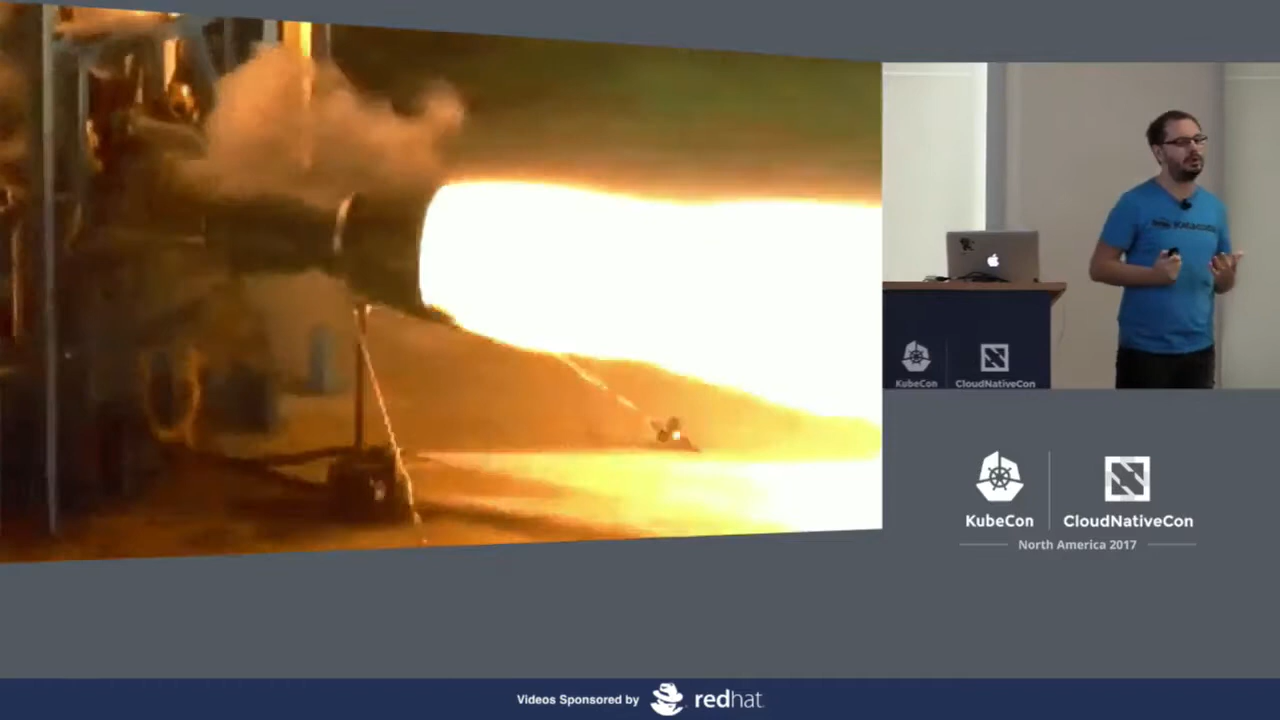 KubeCon
CloudNativeCon
KubeCon
CloudNativeCon
North America 2017
Videos Sponsored by
redhat